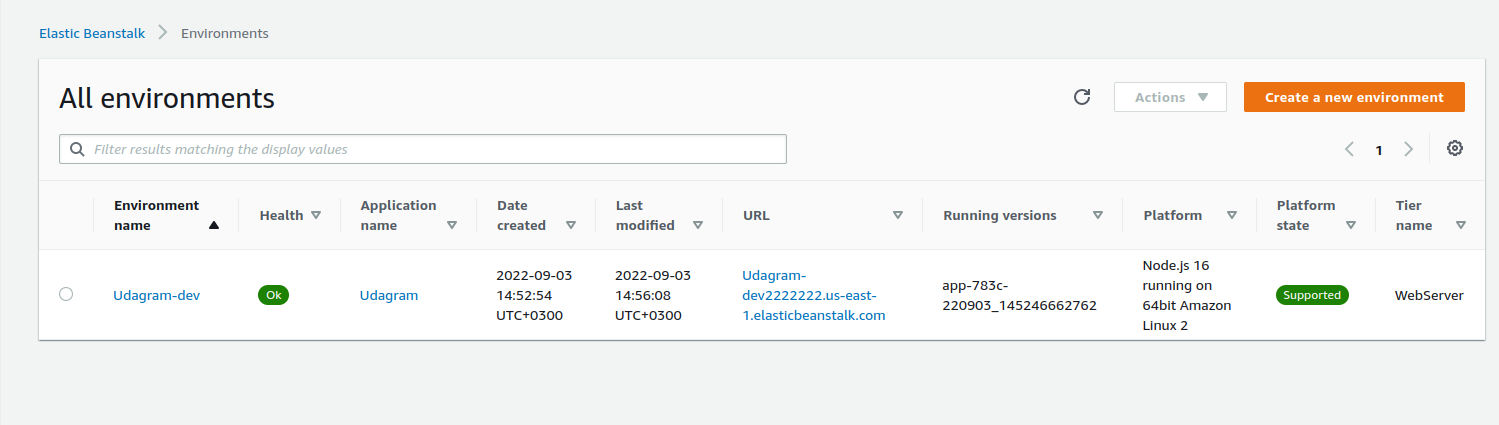 Elastic Beanstalk
Environments
All environments
Actions
Create a new environment
Filter results matching the display values
1
Environment
name
Health
Application
name
Date
created
Last
modified
URL
Running versions
Platform
Platform
state
Tier
name
Udagram-dev
Ok
Udagram
2022-09-03
14:52:54
UTC+0300
2022-09-03
14:56:08
UTC+0300
Udagram-
dev2222222.us-east-
1.elasticbeanstalk.com
app-783c-
220903_145246662762
Node.js 16
running on
64bit Amazon
Linux 2
Supported
WebServer